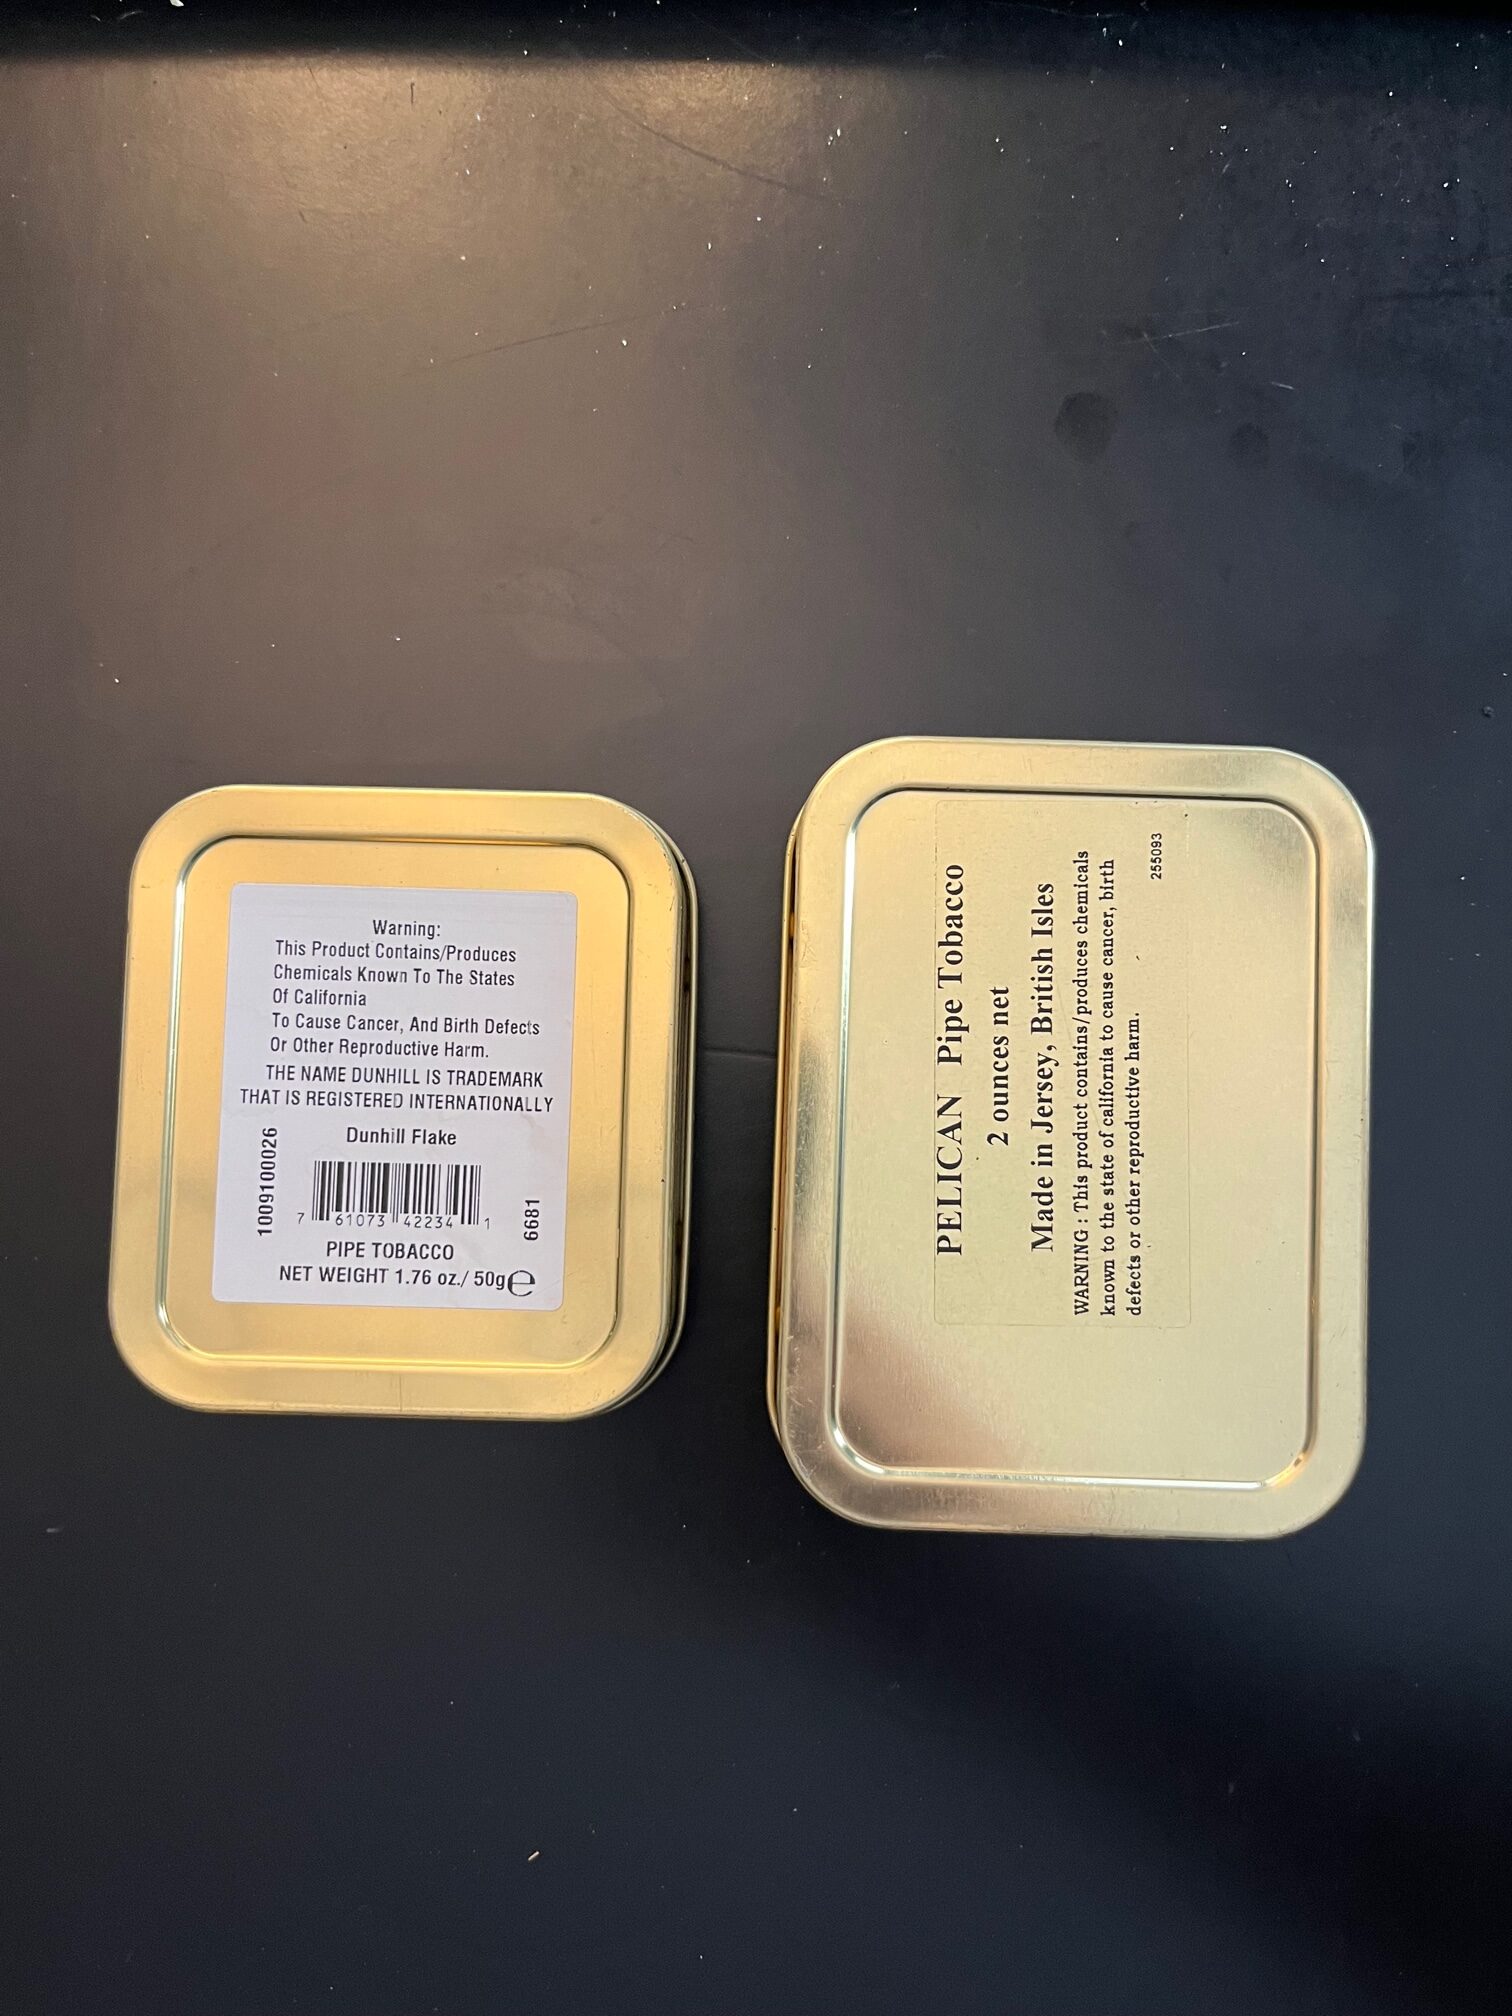 Warning:
This Product Contains/Produces
Chemicals Known To The States
Of California
To Cause Cancer, And Birth Defects
Or Other Reproductive Harm.
THE NAME DUNHILL IS TRADEMARK
THAT IS REGISTERED INTERNATIONALLY
Dunhill Flake
1009100026
7 61073 42234 1
6681
PIPE TOBACCO
NET WEIGHT 1.76 oz./ 50g℮
PELICAN Pipe Tobacco
2 ounces net
Made in Jersey, British Isles
WARNING : This product contains/produces chemicals
known to the state of california to cause cancer, birth
defects or other reproductive harm.
255093